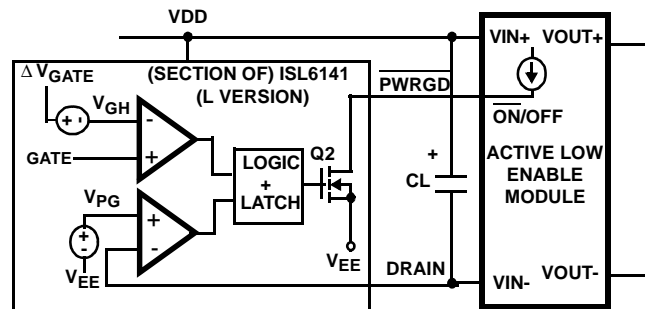 VDD
(SECTION OF) ISL6141
(L VERSION)
Δ VGATE
VGH
-
+
GATE
VPG
+
-
+
-
VEE
LOGIC
+
LATCH
Q2
VEE
PWRGD
DRAIN
+
CL
VIN+
VOUT+
ON/OFF
ACTIVE LOW
ENABLE
MODULE
VIN-
VOUT-